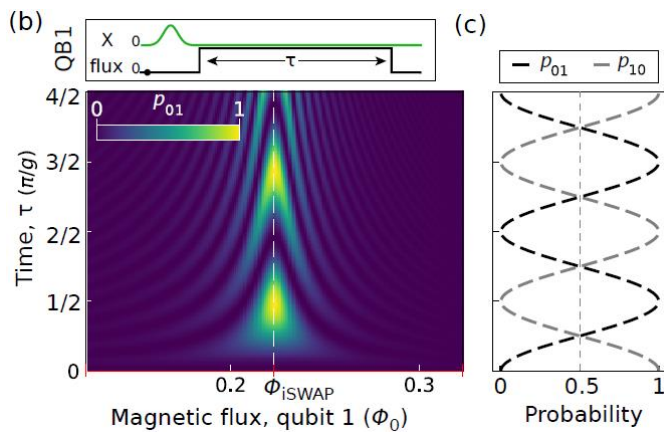 (b)
QB1
X 0
flux 0
τ
4/2
3/2
2/2
1/2
0
Time, τ (π/g)
0 p01 1
0.2 ΦiSWAP 0.3
Magnetic flux, qubit 1 (Φ0)
(c)
p01 p10
0 0.5 1
Probability